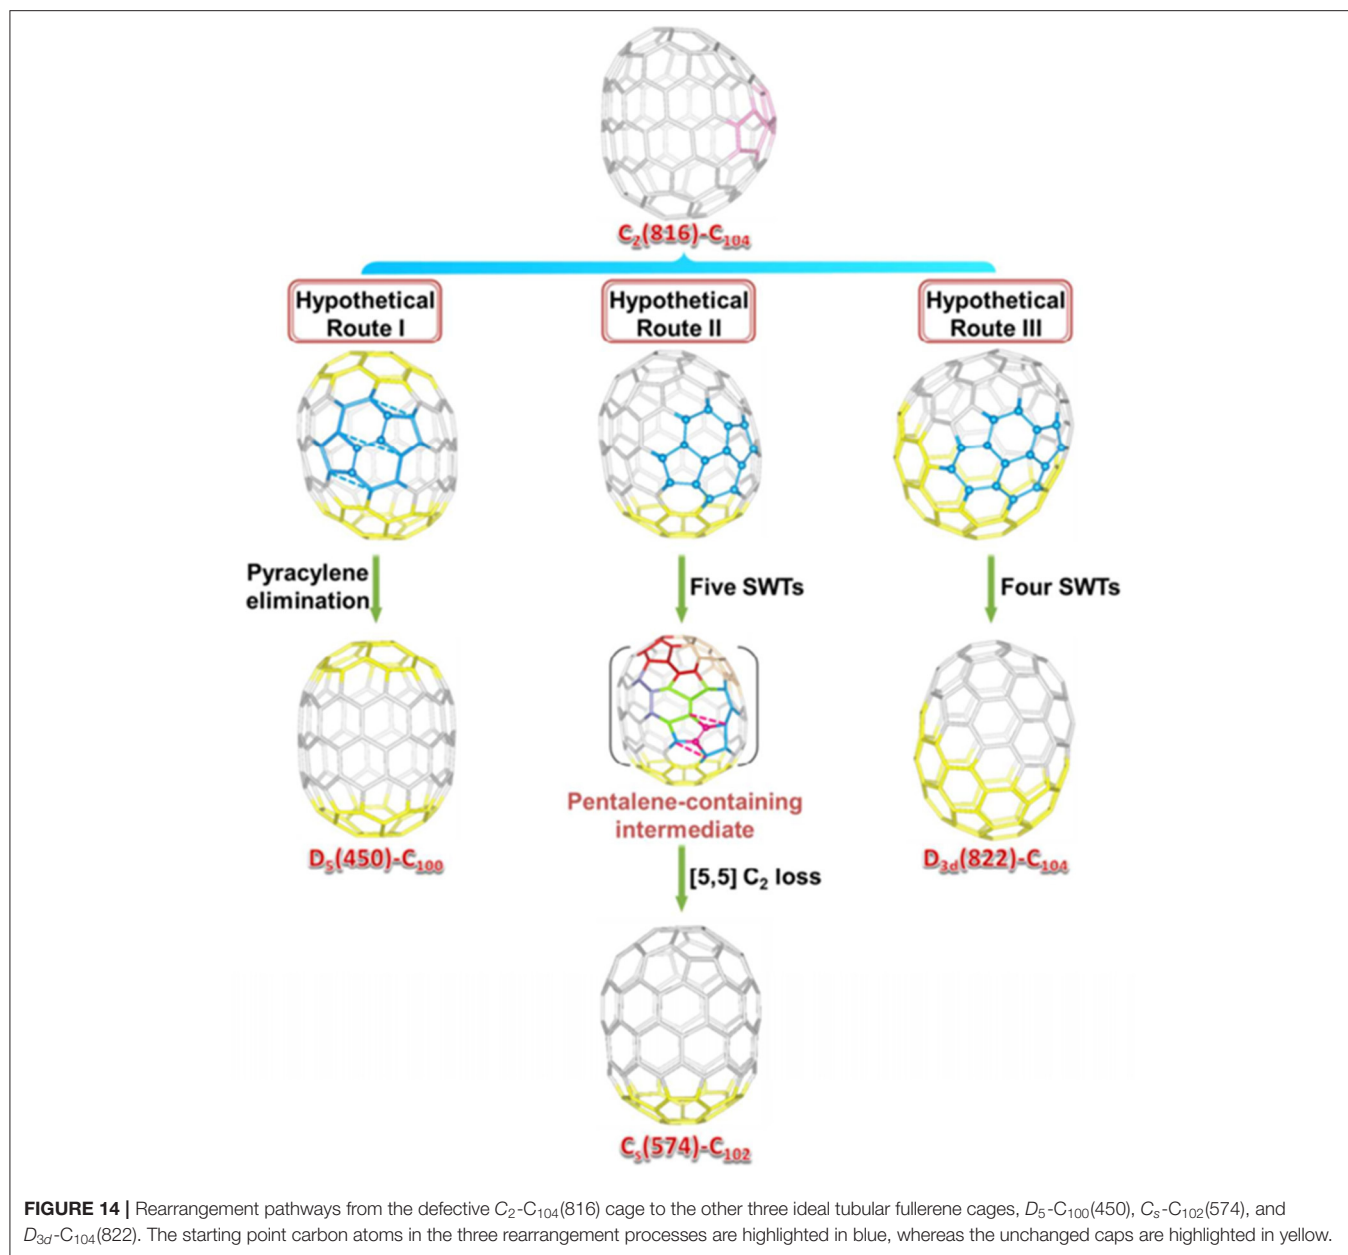 C₂(816)-C₁₀₄
Hypothetical
Route I
Hypothetical
Route II
Hypothetical
Route III
Pyracylene
elimination
Five SWTs
Four SWTs
D₅(450)-C₁₀₀
Pentalene-containing
intermediate
D₃d(822)-C₁₀₄
[5,5] C₂ loss
Cₛ(574)-C₁₀₂
FIGURE 14 | Rearrangement pathways from the defective C₂-C₁₀₄(816) cage to the other three ideal tubular fullerene cages, D₅-C₁₀₀(450), Cₛ-C₁₀₂(574), and
D₃d-C₁₀₄(822). The starting point carbon atoms in the three rearrangement processes are highlighted in blue, whereas the unchanged caps are highlighted in yellow.